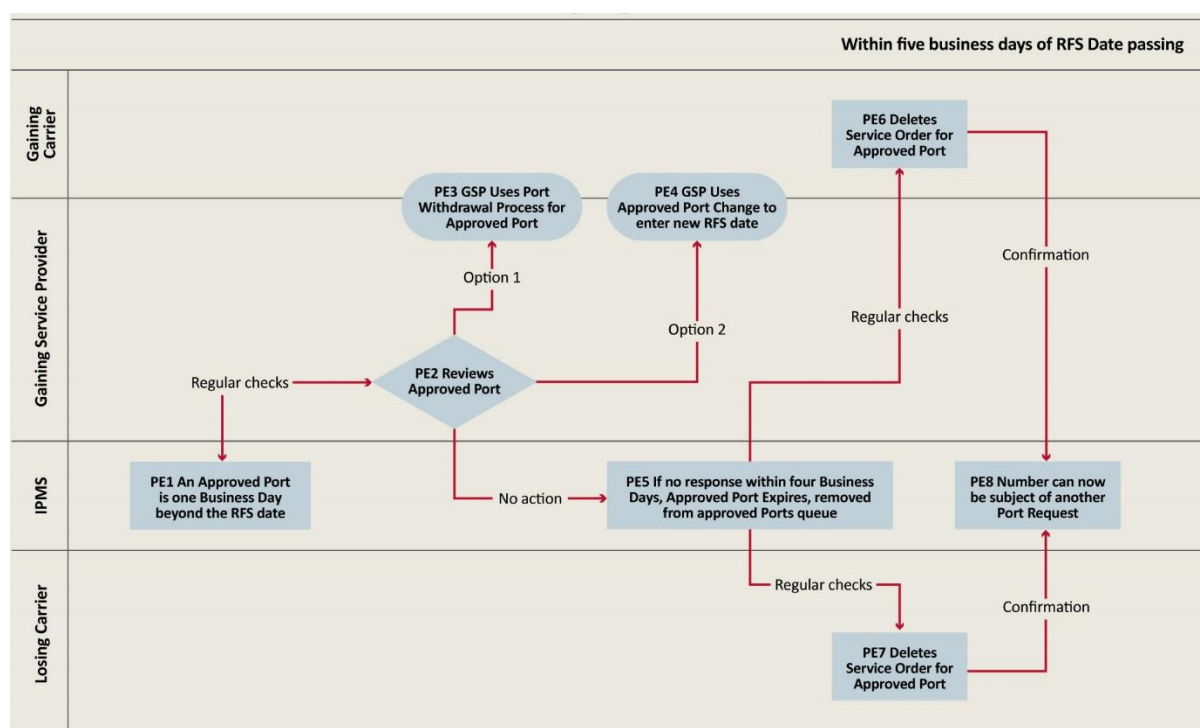 Within five business days of RFS Date passing
Gaining
Carrier
PE6 Deletes
Service Order for
Approved Port
Gaining Service Provider
PE3 GSP Uses Port
Withdrawal Process for
Approved Port
PE4 GSP Uses
Approved Port Change to
enter new RFS date
Confirmation
Option 1
Regular checks
Option 2
PE2 Reviews
Approved Port
Regular checks
IPMS
PE1 An Approved Port
is one Business Day
beyond the RFS date
No action
PE5 If no response within four Business
Days, Approved Port Expires, removed
from approved Ports queue
PE8 Number can now
be subject of another
Port Request
Losing Carrier
Regular checks
Confirmation
PE7 Deletes
Service Order for
Approved Port